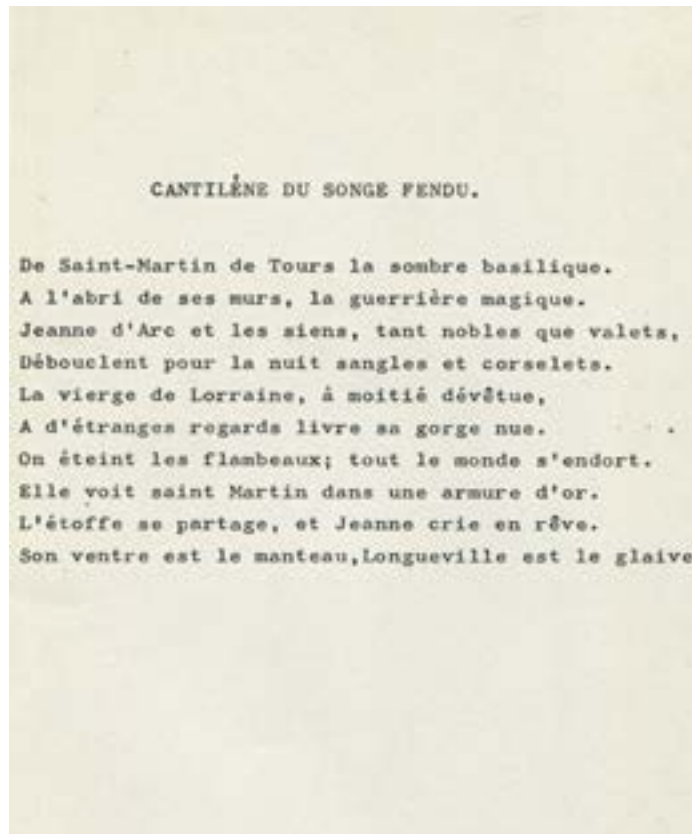 CANTILÈNE DU SONGE FENDU.
De Saint-Martin de Tours la sombre basilique.
A l'abri de ses murs, la guerrière magique.
Jeanne d'Arc et les siens, tant nobles que valets,
Débouclent pour la nuit sangles et corselets.
La vierge de Lorraine, à moitié dévêtue,
A d'étranges regards livre sa gorge nue.
On éteint les flambeaux; tout le monde s'endort.
Elle voit saint Martin dans une armure d'or.
L'étoffe se partage, et Jeanne crie en rêve.
Son ventre est le manteau,Longueville est le glaive